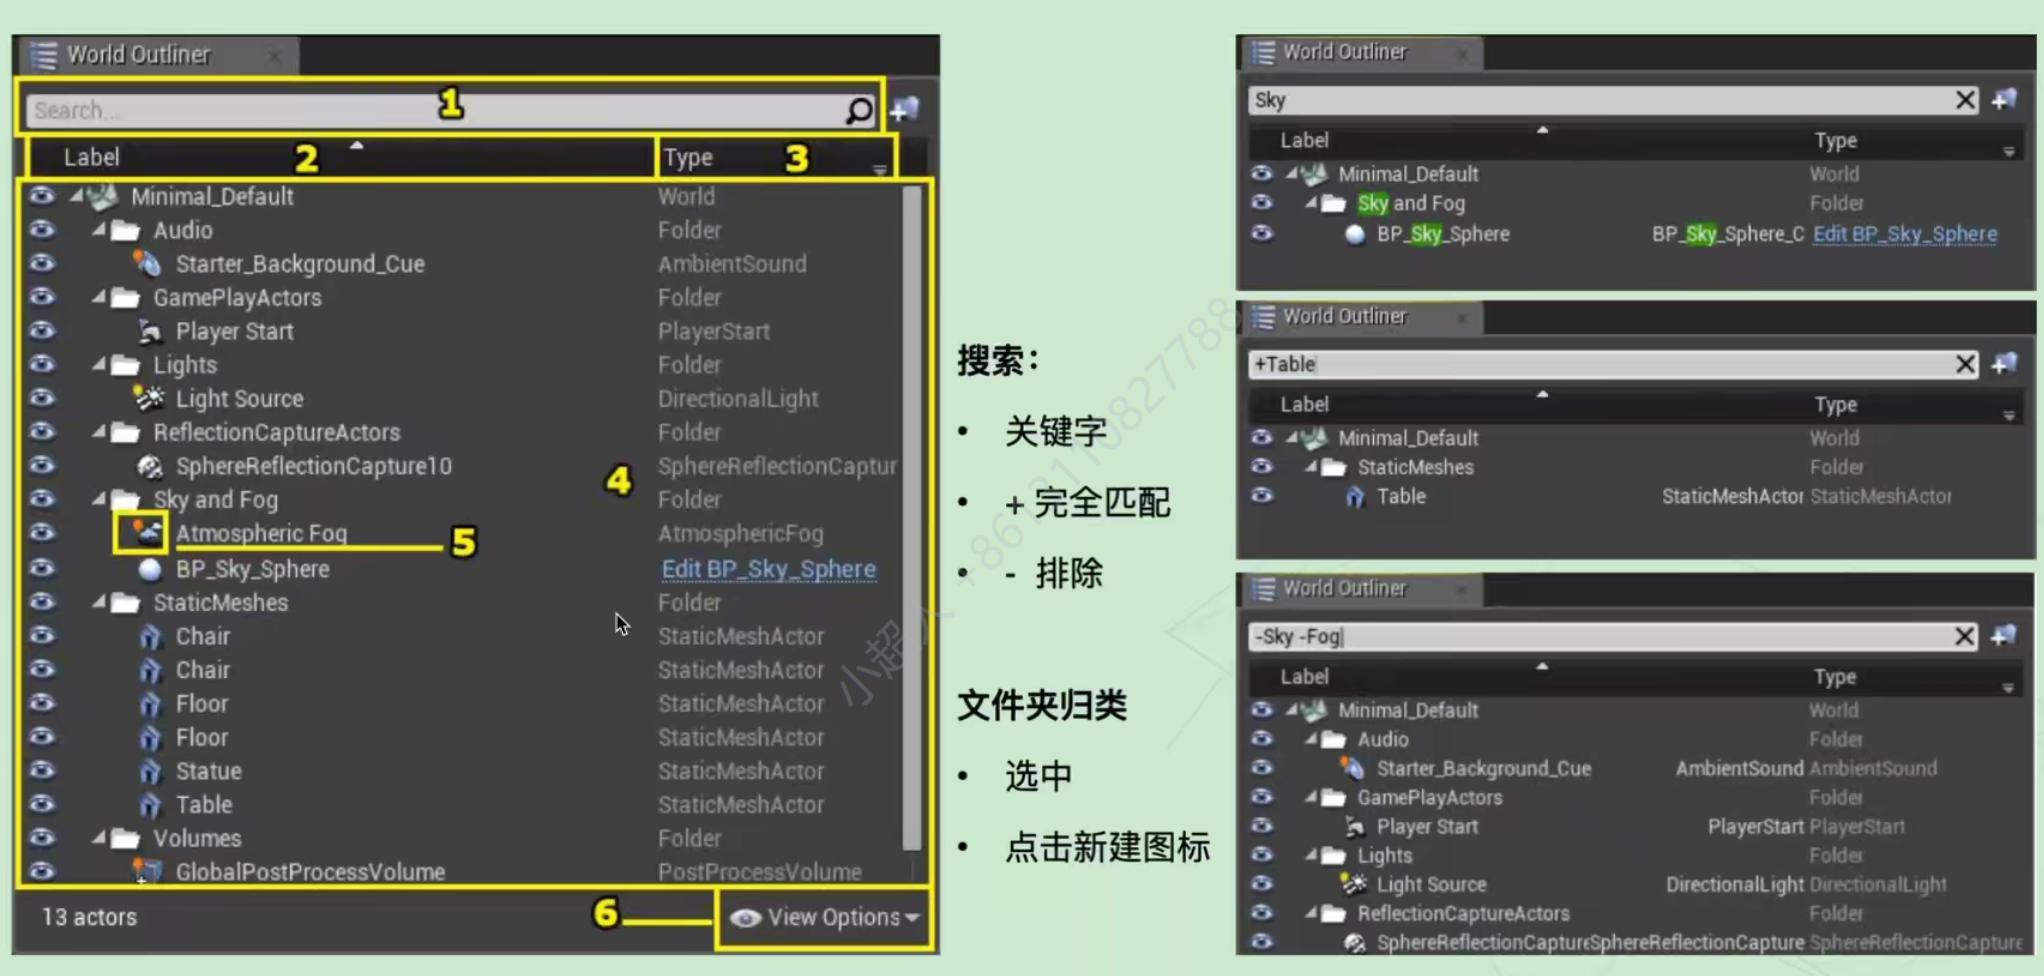 World Outliner
Search...
1
Label 2 Type 3
Minimal_Default World
Audio Folder
Starter_Background_Cue AmbientSound
GamePlayActors Folder
Player Start PlayerStart
Lights Folder
Light Source DirectionalLight
ReflectionCaptureActors Folder
SphereReflectionCapture10 SphereReflectionCaptur
4
Sky and Fog Folder
Atmospheric Fog AtmosphericFog
5
BP_Sky_Sphere Edit BP_Sky_Sphere
StaticMeshes Folder
Chair StaticMeshActor
Chair StaticMeshActor
Floor StaticMeshActor
Floor StaticMeshActor
Statue StaticMeshActor
Table StaticMeshActor
Volumes Folder
GlobalPostProcessVolume PostProcessVolume
13 actors 6 View Options
搜索：
• 关键字
• + 完全匹配
• - 排除
文件夹归类
• 选中
• 点击新建图标
小超人 +8613110827788
World Outliner
Sky
Label Type
Minimal_Default World
Sky and Fog Folder
BP_Sky_Sphere BP_Sky_Sphere_C Edit BP_Sky_Sphere
World Outliner
+Table
Label Type
Minimal_Default World
StaticMeshes Folder
Table StaticMeshActor StaticMeshActor
World Outliner
-Sky -Fog
Label Type
Minimal_Default World
Audio Folder
Starter_Background_Cue AmbientSound AmbientSound
GamePlayActors Folder
Player Start PlayerStart PlayerStart
Lights Folder
Light Source DirectionalLight DirectionalLight
ReflectionCaptureActors Folder
SphereReflectionCaptureSphereReflectionCapture SphereReflectionCapture